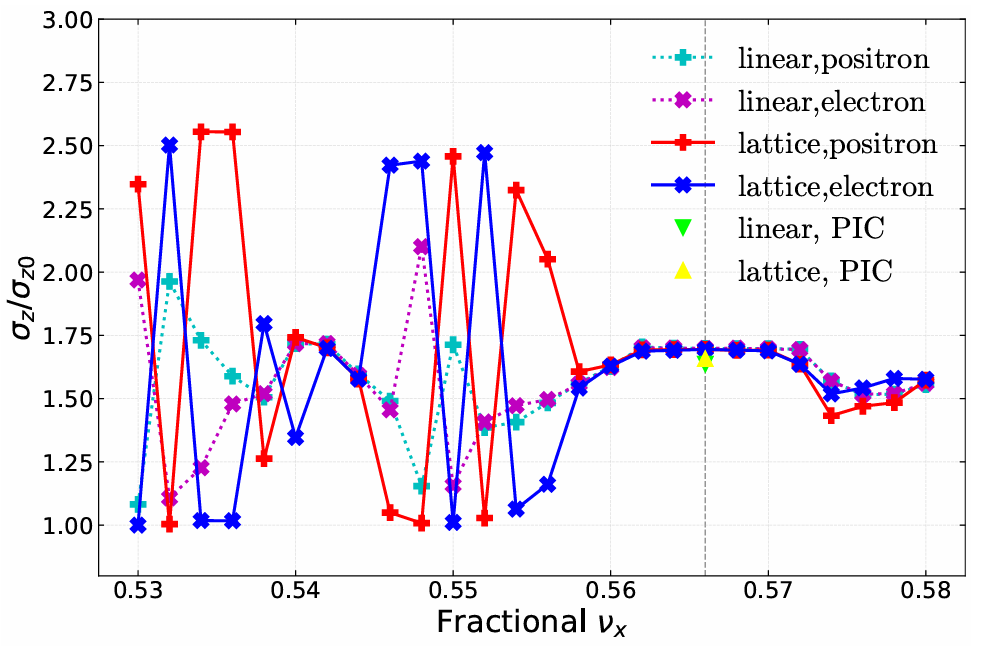 3.00
2.75
2.50
2.25
2.00
1.75
1.50
1.25
1.00
σz/σz0
linear,positron
linear,electron
lattice,positron
lattice,electron
linear, PIC
lattice, PIC
0.53 0.54 0.55 0.56 0.57 0.58
Fractional νx